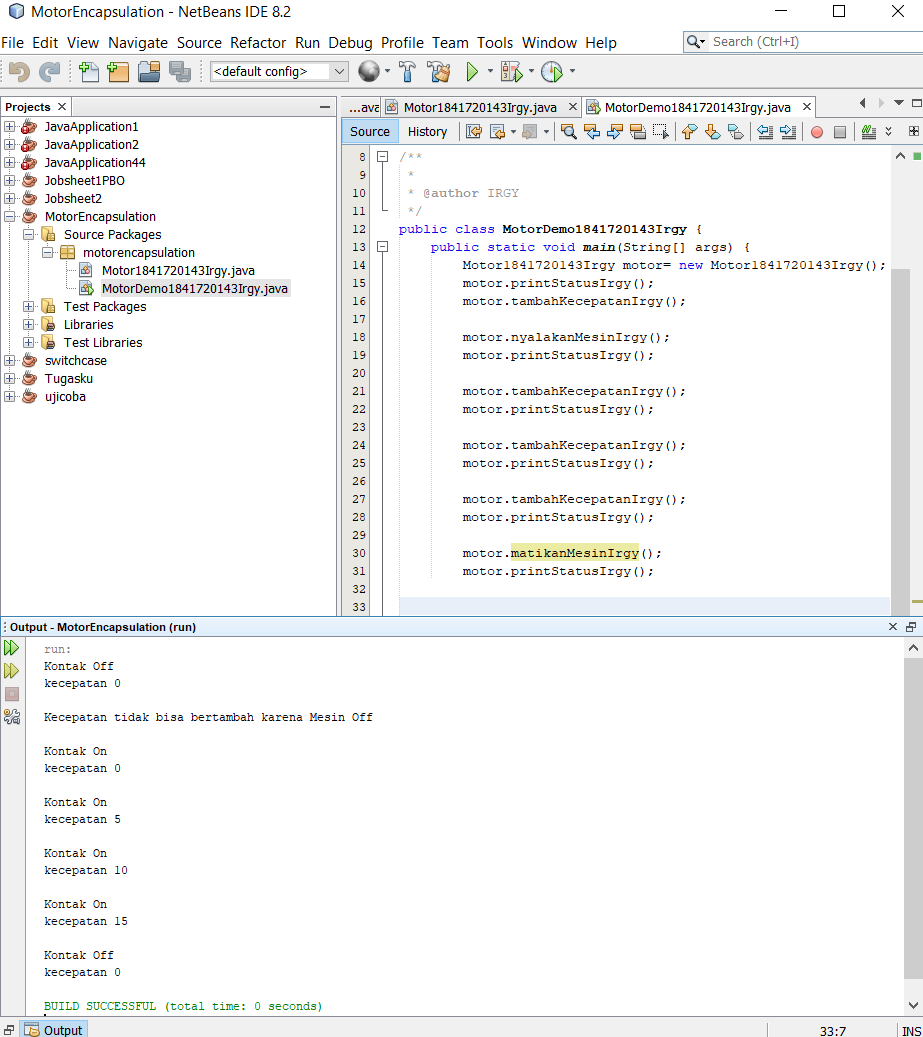 MotorEncapsulation - NetBeans IDE 8.2
File Edit View Navigate Source Refactor Run Debug Profile Team Tools Window Help
Search (Ctrl+I)
<default config>
Projects
JavaApplication1
JavaApplication2
JavaApplication44
Jobsheet1PBO
Jobsheet2
MotorEncapsulation
Source Packages
motorencapsulation
Motor1841720143Irgy.java
MotorDemo1841720143Irgy.java
Test Packages
Libraries
Test Libraries
switchcase
Tugasku
ujicoba
...ava Motor1841720143Irgy.java MotorDemo1841720143Irgy.java
Source History
8 /**
9 *
10 * @author IRGY
11 */
12 public class MotorDemo1841720143Irgy {
13 public static void main(String[] args) {
14 Motor1841720143Irgy motor= new Motor1841720143Irgy();
15 motor.printStatusIrgy();
16 motor.tambahKecepatanIrgy();
17
18 motor.nyalakanMesinIrgy();
19 motor.printStatusIrgy();
20
21 motor.tambahKecepatanIrgy();
22 motor.printStatusIrgy();
23
24 motor.tambahKecepatanIrgy();
25 motor.printStatusIrgy();
26
27 motor.tambahKecepatanIrgy();
28 motor.printStatusIrgy();
29
30 motor.matikanMesinIrgy();
31 motor.printStatusIrgy();
32
33
Output - MotorEncapsulation (run)
run:
Kontak Off
kecepatan 0
Kecepatan tidak bisa bertambah karena Mesin Off
Kontak On
kecepatan 0
Kontak On
kecepatan 5
Kontak On
kecepatan 10
Kontak On
kecepatan 15
Kontak Off
kecepatan 0
BUILD SUCCESSFUL (total time: 0 seconds)
Output
33:7 INS